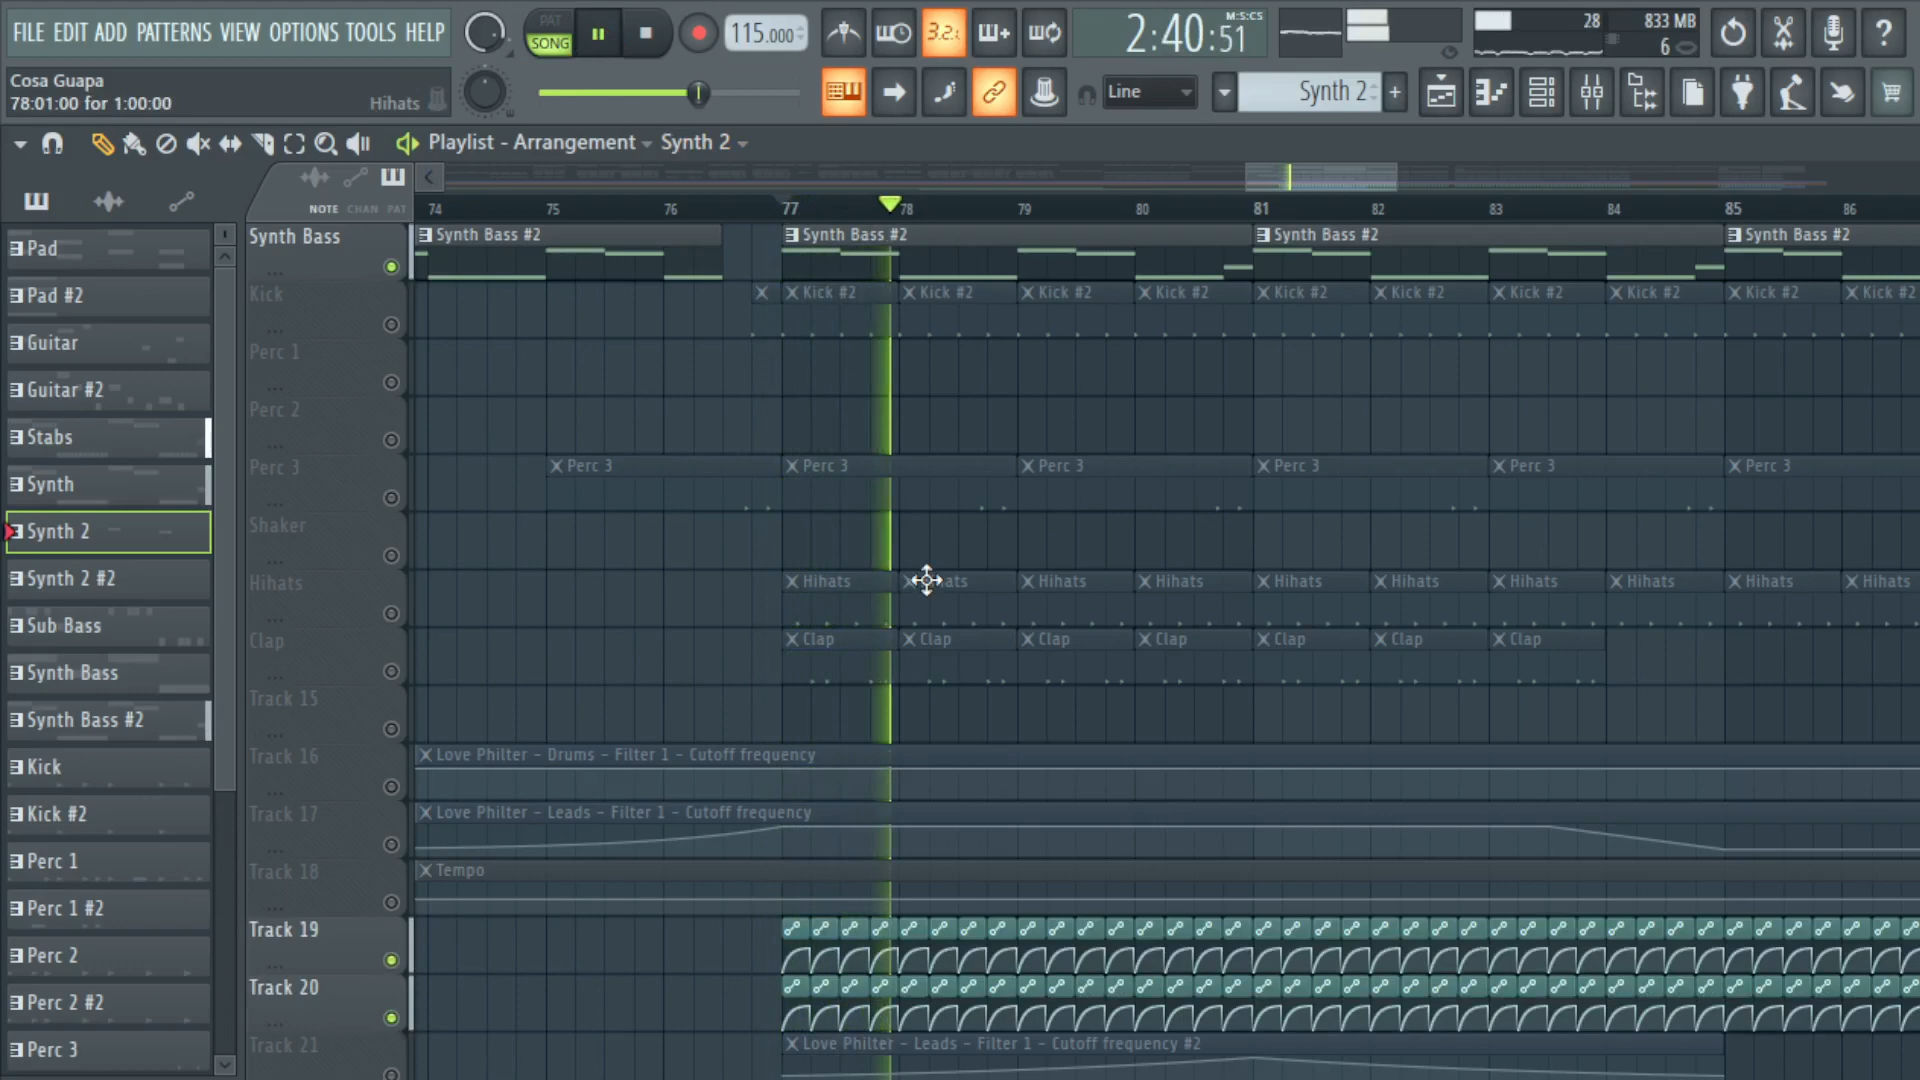 FILE EDIT ADD PATTERNS VIEW OPTIONS TOOLS HELP
PAT
SONG
115.000
3.2.
2:40:51
M:S:CS
28
833 MB
6
Cosa Guapa
78:01:00 for 1:00:00
Hihats
Line
Synth 2
Playlist - Arrangement
Synth 2
NOTE CHAN PAT
74 75 76 77 78 79 80 81 82 83 84 85 86
Pad
Pad #2
Guitar
Guitar #2
Stabs
Synth
Synth 2
Synth 2 #2
Sub Bass
Synth Bass
Synth Bass #2
Kick
Kick #2
Perc 1
Perc 1 #2
Perc 2
Perc 2 #2
Perc 3
Synth Bass
Synth Bass #2 Synth Bass #2 Synth Bass #2 Synth Bass #2
Kick
Kick #2 Kick #2 Kick #2 Kick #2 Kick #2 Kick #2 Kick #2 Kick #2 Kick #2 Kick #2
Perc 1
Perc 2
Perc 3
Perc 3 Perc 3 Perc 3 Perc 3 Perc 3 Perc 3
Shaker
Hihats
Hihats ats Hihats Hihats Hihats Hihats Hihats Hihats Hihats Hihats
Clap
Clap Clap Clap Clap Clap Clap Clap
Track 15
Track 16
Love Philter - Drums - Filter 1 - Cutoff frequency
Track 17
Love Philter - Leads - Filter 1 - Cutoff frequency
Track 18
Tempo
Track 19
Track 20
Track 21
Love Philter - Leads - Filter 1 - Cutoff frequency #2